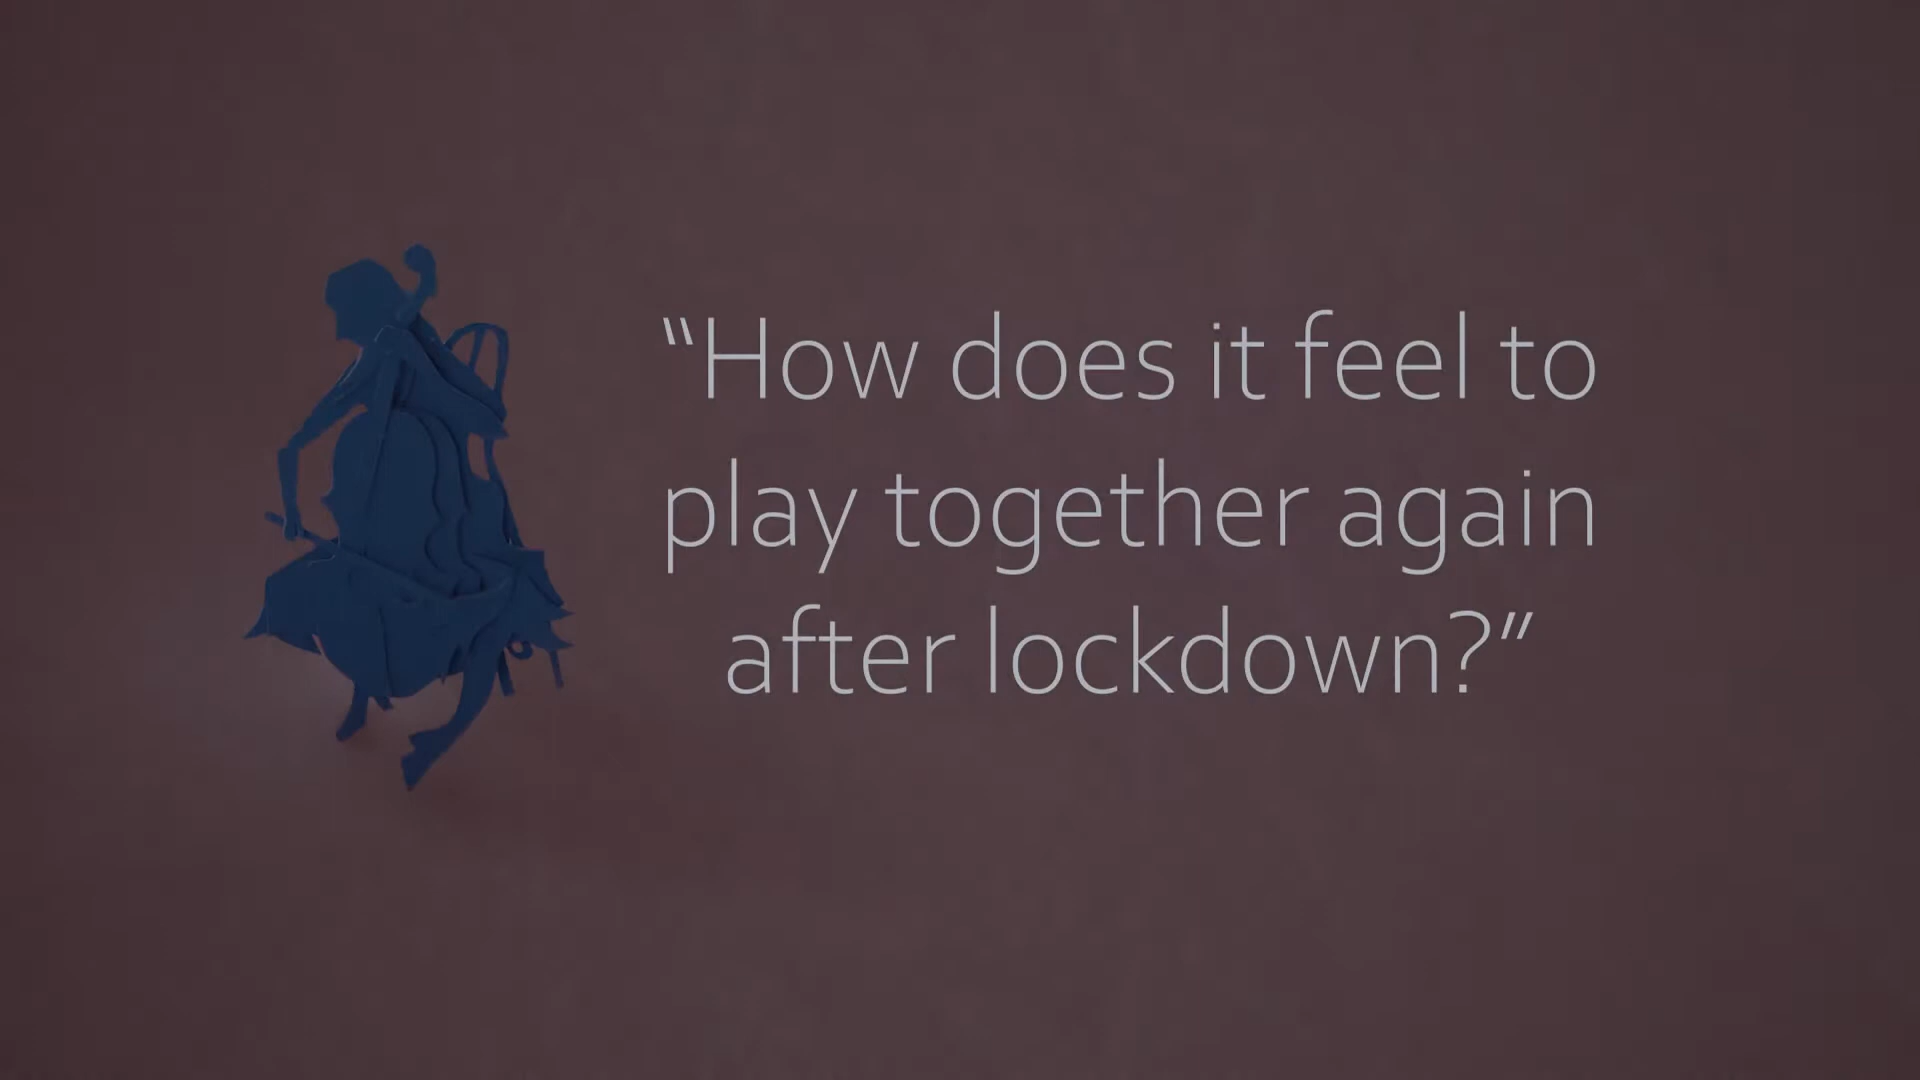 “How does it feel to
play together again
after lockdown?”